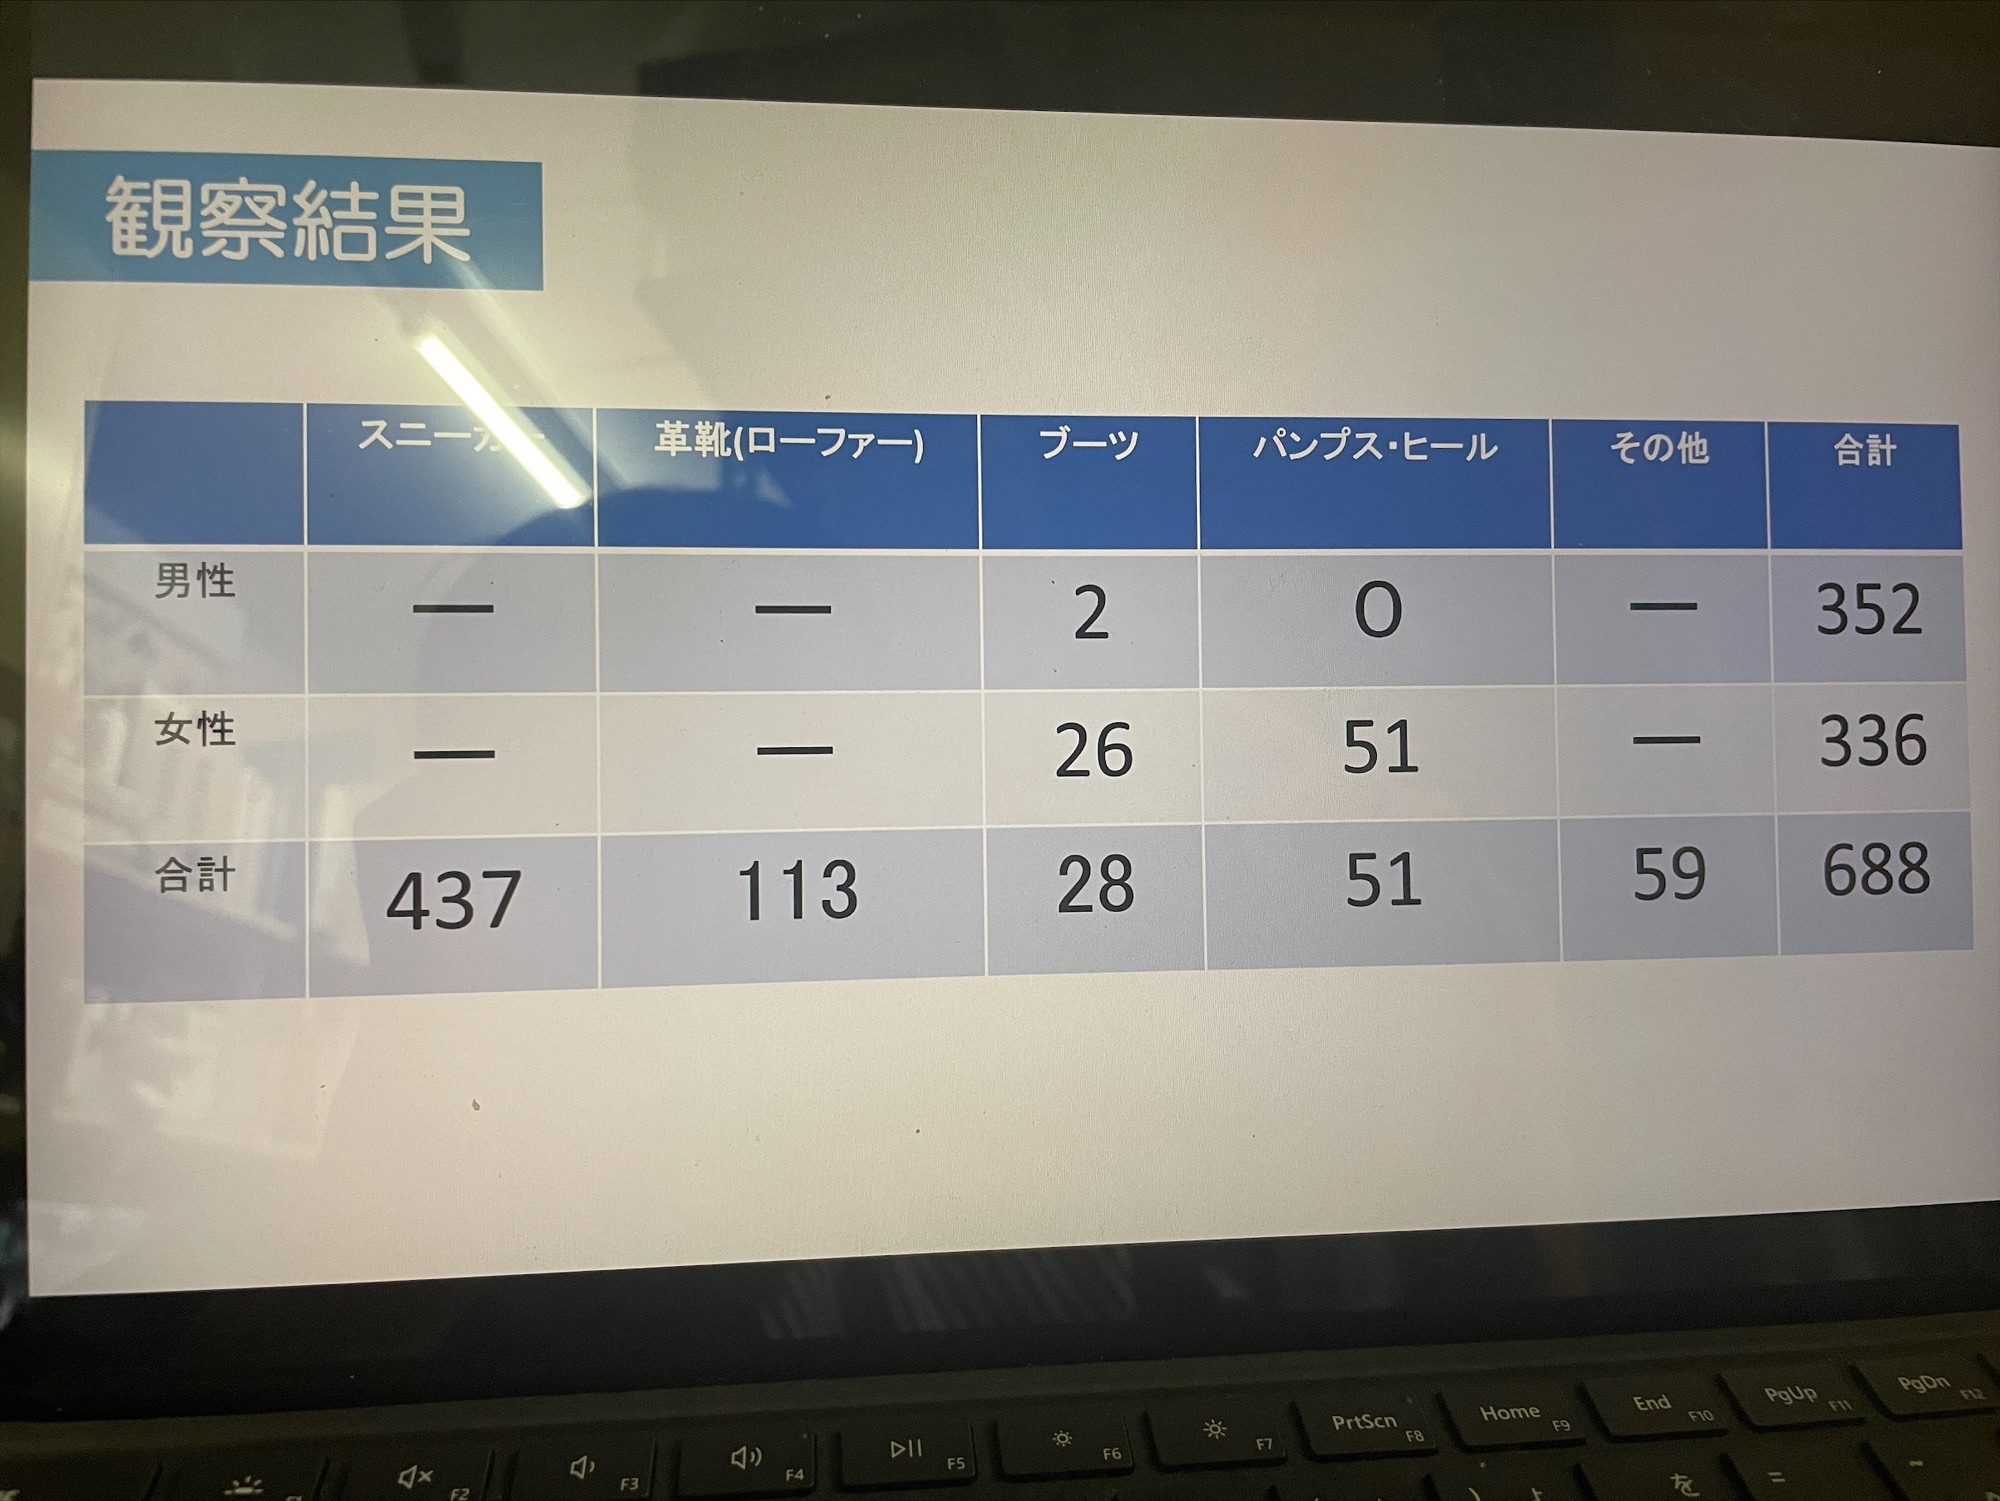 観察結果
スニーカー 革靴(ローファー) ブーツ パンプス・ヒール その他 合計
男性 — — 2 0 — 352
女性 — — 26 51 — 336
合計 437 113 28 51 59 688
PrtScn F8 Home F9 End F10 PgUp F11 PgDn F12
F2 F3 F4 F5 F6 F7
を =